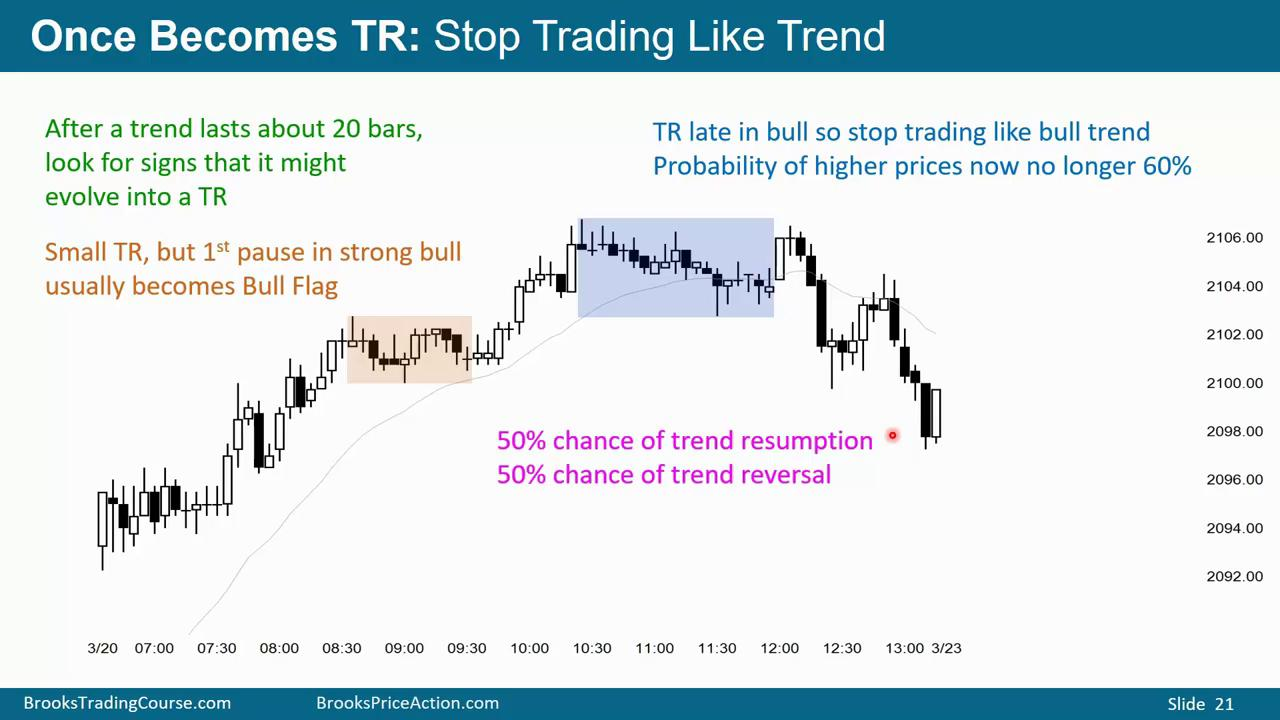 Once Becomes TR: Stop Trading Like Trend
After a trend lasts about 20 bars,
look for signs that it might
evolve into a TR
Small TR, but 1st pause in strong bull
usually becomes Bull Flag
TR late in bull so stop trading like bull trend
Probability of higher prices now no longer 60%
50% chance of trend resumption
50% chance of trend reversal
2106.00
2104.00
2102.00
2100.00
2098.00
2096.00
2094.00
2092.00
3/20 07:00 07:30 08:00 08:30 09:00 09:30 10:00 10:30 11:00 11:30 12:00 12:30 13:00 3/23
BrooksTradingCourse.com BrooksPriceAction.com Slide 21